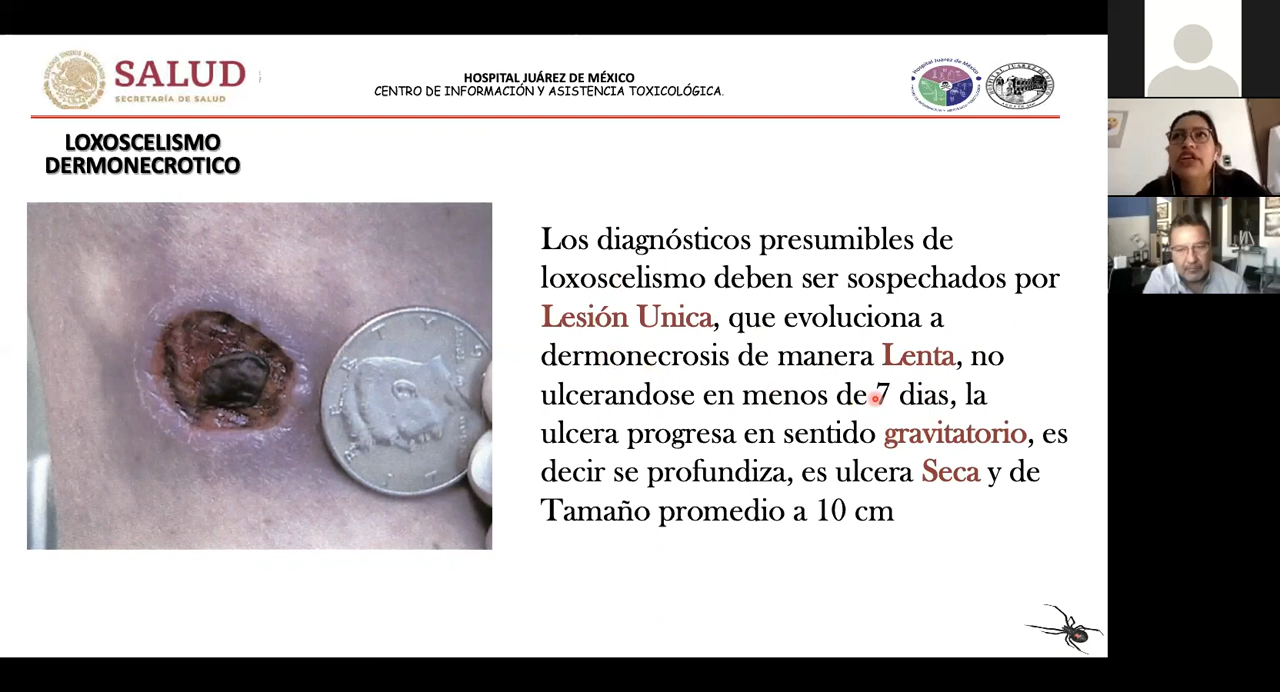 SALUD
SECRETARÍA DE SALUD
HOSPITAL JUÁREZ DE MÉXICO
CENTRO DE INFORMACIÓN Y ASISTENCIA TOXICOLÓGICA.
LOXOSCELISMO
DERMONECROTICO
Los diagnósticos presumibles de
loxoscelismo deben ser sospechados por
Lesión Unica, que evoluciona a
dermonecrosis de manera Lenta, no
ulcerandose en menos de 7 dias, la
ulcera progresa en sentido gravitatorio, es
decir se profundiza, es ulcera Seca y de
Tamaño promedio a 10 cm